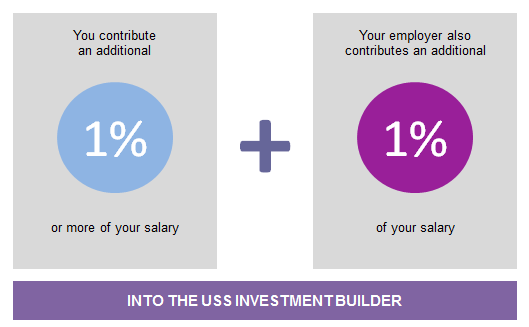 You contribute
an additional
1%
or more of your salary
+
Your employer also
contributes an additional
1%
of your salary
INTO THE USS INVESTMENT BUILDER